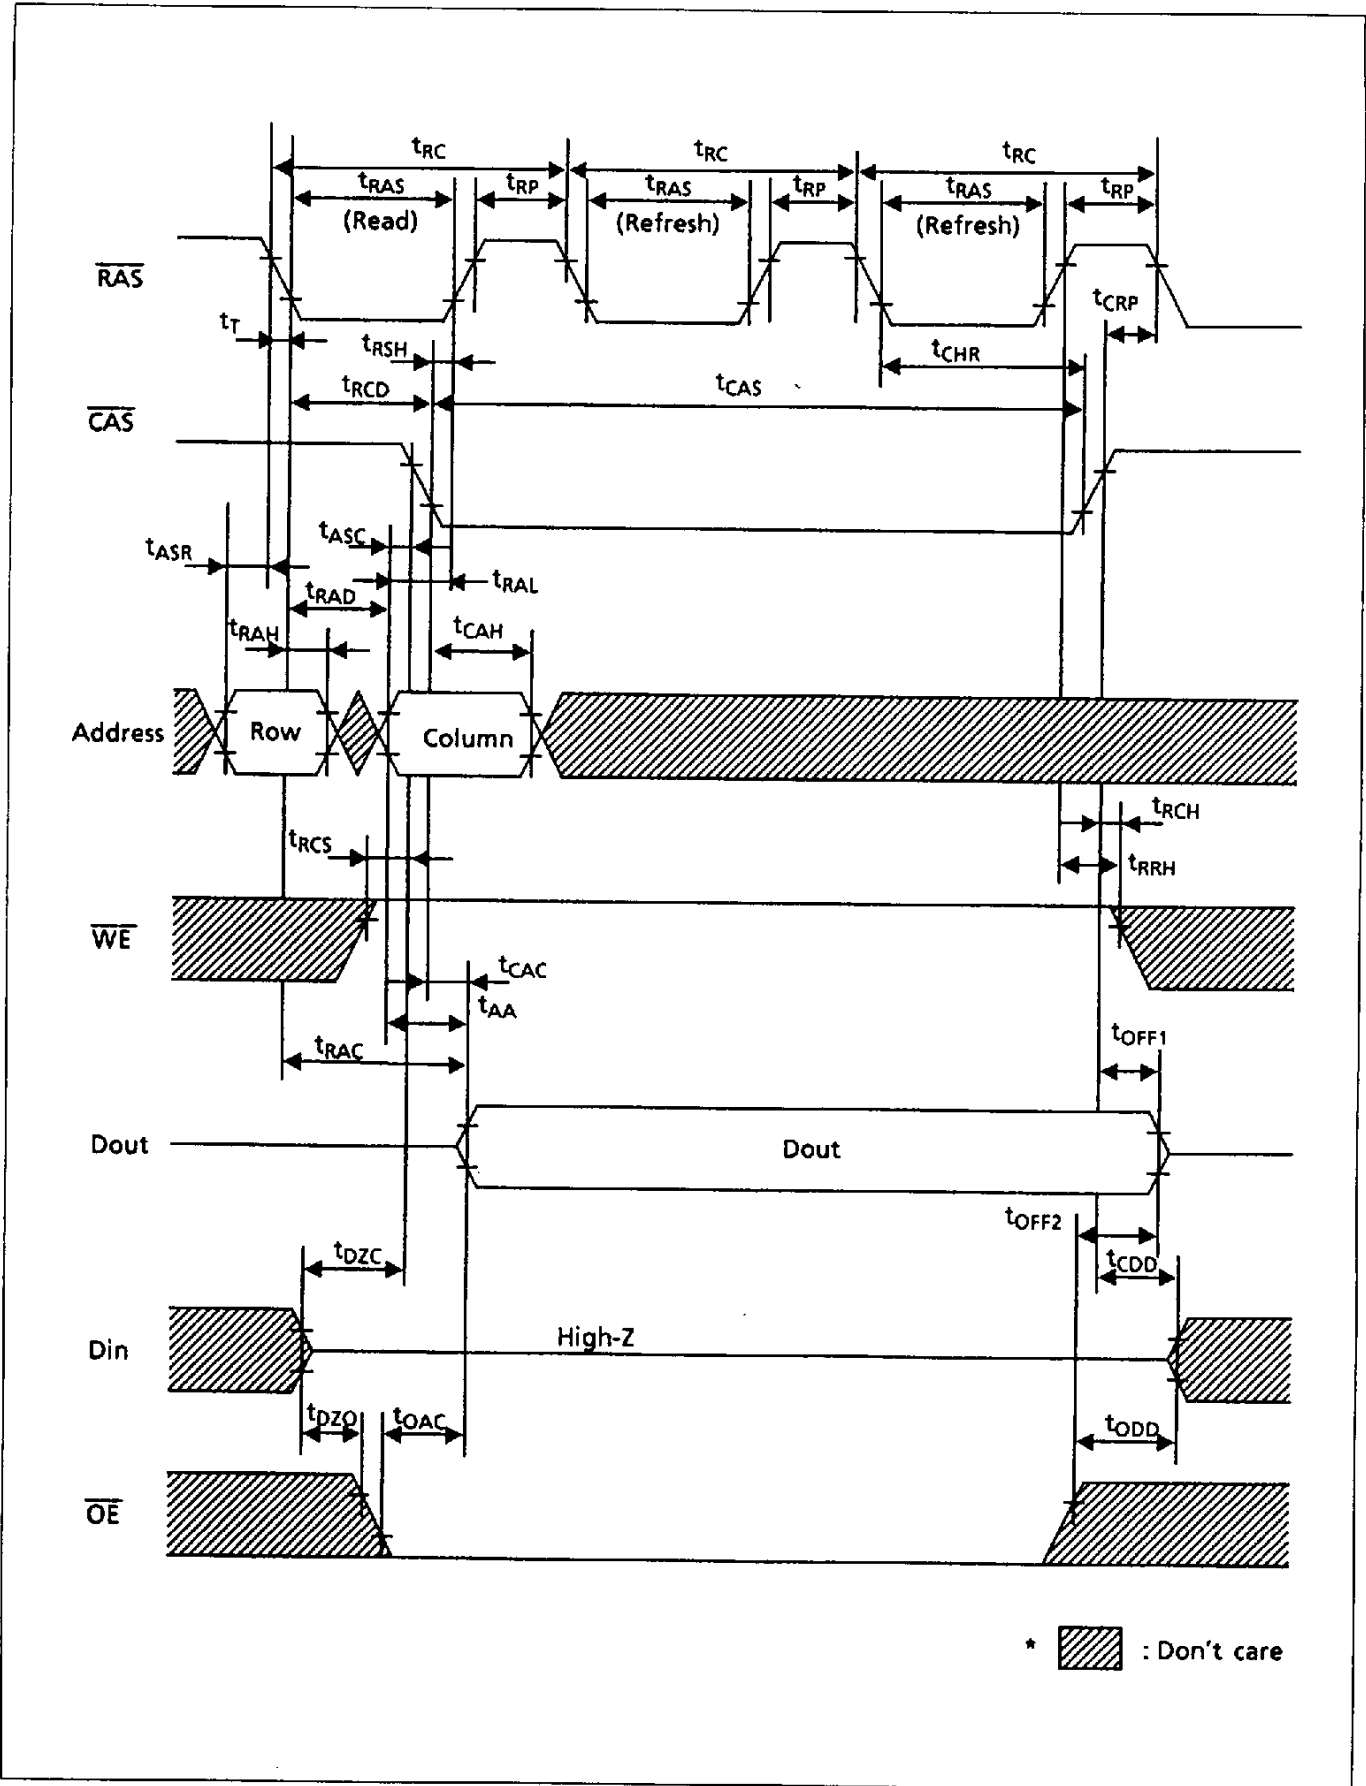 tRC tRC tRC
tRAS tRP tRAS tRP tRAS tRP
(Read) (Refresh) (Refresh)
RAS
tCRP
tT
tRSH tCHR
tRCD tCAS
CAS
tASC
tASR
tRAL
tRAD
tRAH tCAH
Address Row Column
tRCH
tRCS
tRRH
WE
tCAC
tAA
tRAC tOFF1
Dout Dout
tOFF2
tDZC tCDD
High-Z
Din
tDZO tOAC tODD
OE
* : Don't care